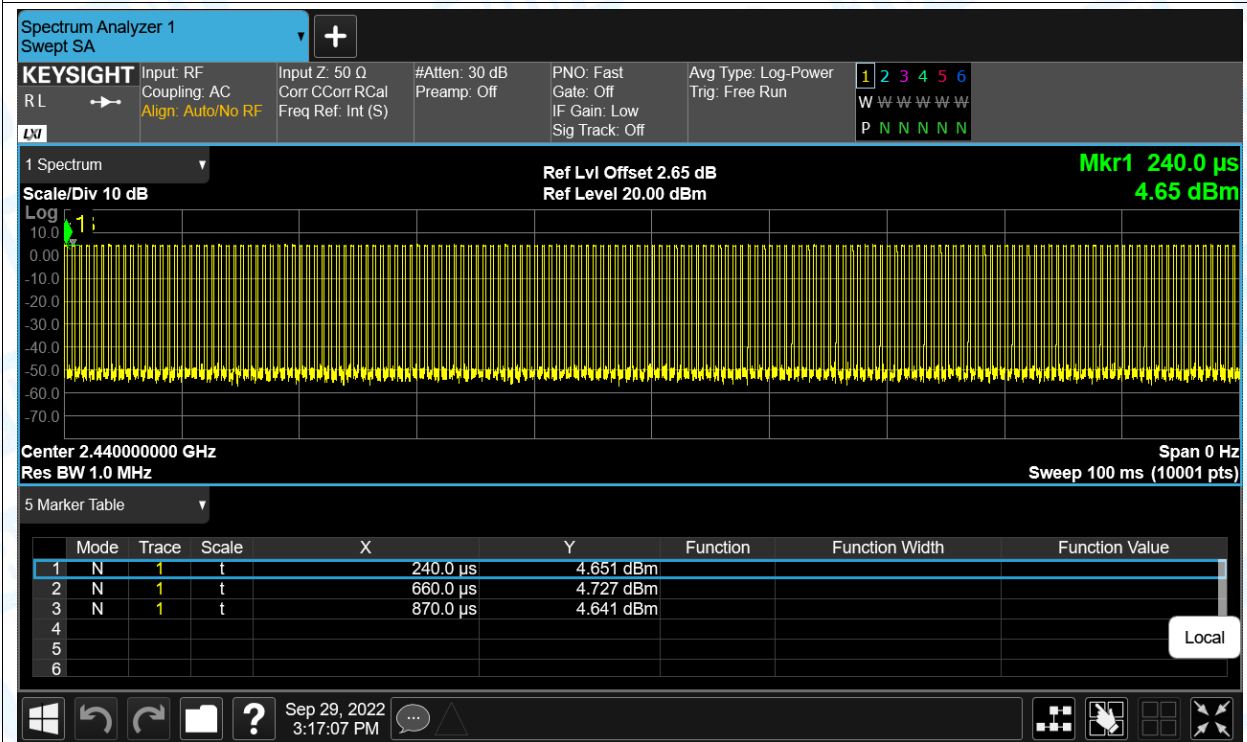 Spectrum Analyzer 1
Swept SA
KEYSIGHT Input: RF Input Z: 50 Ω #Atten: 30 dB PNO: Fast Avg Type: Log-Power 1 2 3 4 5 6
R L Coupling: AC Corr CCorr RCal Preamp: Off Gate: Off Trig: Free Run W W W W W W
Align: Auto/No RF Freq Ref: Int (S) IF Gain: Low
LXI Sig Track: Off P N N N N N
1 Spectrum Ref Lvl Offset 2.65 dB Mkr1 240.0 µs
Scale/Div 10 dB Ref Level 20.00 dBm 4.65 dBm
Log 1
10.0
0.00
-10.0
-20.0
-30.0
-40.0
-50.0
-60.0
-70.0
Center 2.440000000 GHz Span 0 Hz
Res BW 1.0 MHz Sweep 100 ms (10001 pts)
5 Marker Table
Mode Trace Scale X Y Function Function Width Function Value
1 N 1 t 240.0 µs 4.651 dBm
2 N 1 t 660.0 µs 4.727 dBm
3 N 1 t 870.0 µs 4.641 dBm
4
5
6
Local
? Sep 29, 2022
3:17:07 PM